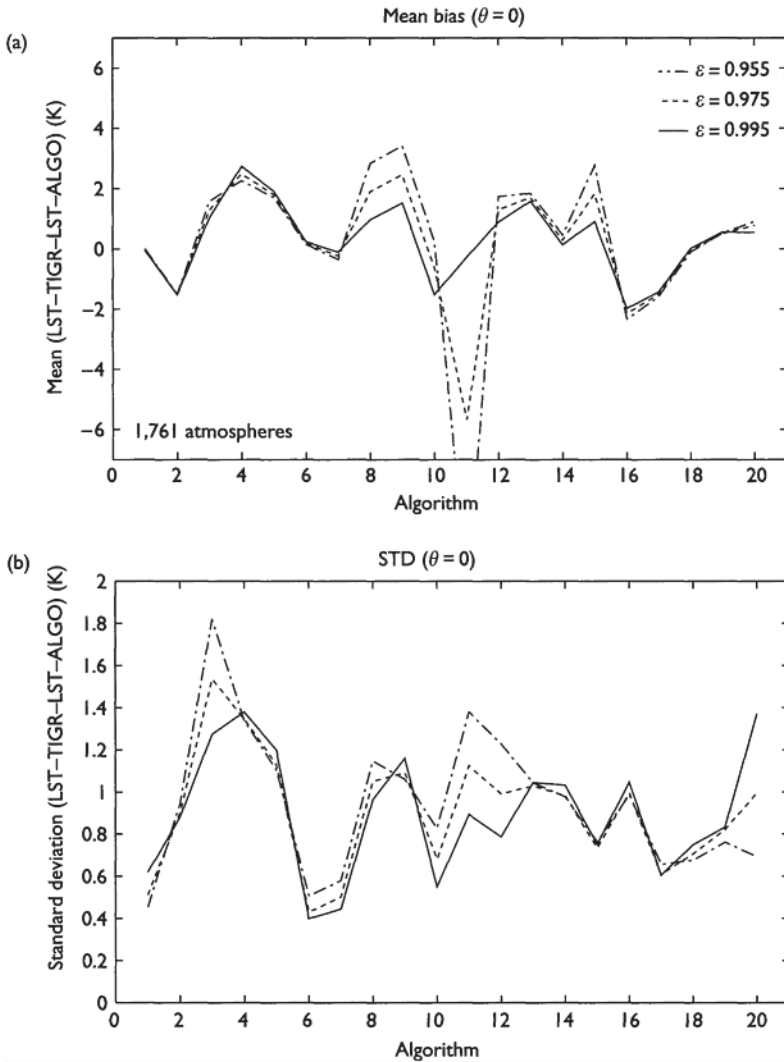 Mean bias (θ = 0)
(a)
Mean (LST–TIGR–LST–ALGO) (K)
6
4
2
0
−2
−4
−6
ε = 0.955
ε = 0.975
ε = 0.995
1,761 atmospheres
0 2 4 6 8 10 12 14 16 18 20
Algorithm
(b)
STD (θ = 0)
Standard deviation (LST–TIGR–LST–ALGO) (K)
2
1.8
1.6
1.4
1.2
1
0.8
0.6
0.4
0.2
0
0 2 4 6 8 10 12 14 16 18 20
Algorithm